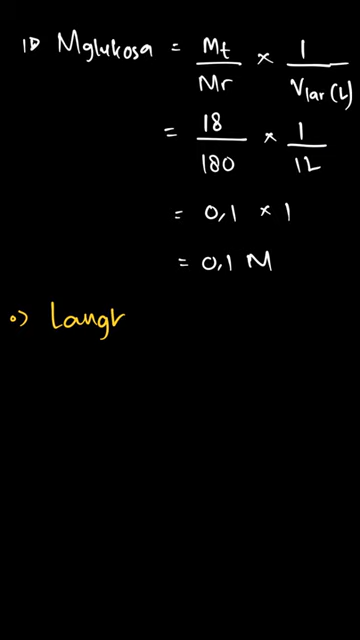 1) Mglukosa = Mt/Mr × 1/Vlar(L)
= 18/180 × 1/1L
= 0,1 × 1
= 0,1 M
•) Langk